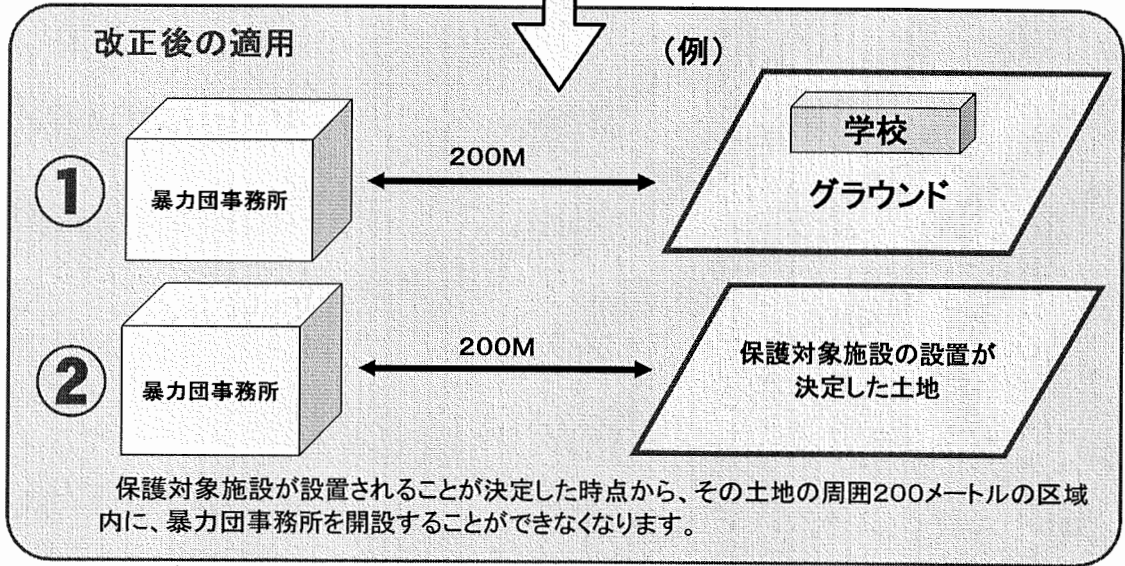 改正後の適用
(例)
①
暴力団事務所
200M
学校
グラウンド
②
暴力団事務所
200M
保護対象施設の設置が
決定した土地
保護対象施設が設置されることが決定した時点から、その土地の周囲200メートルの区域
内に、暴力団事務所を開設することができなくなります。